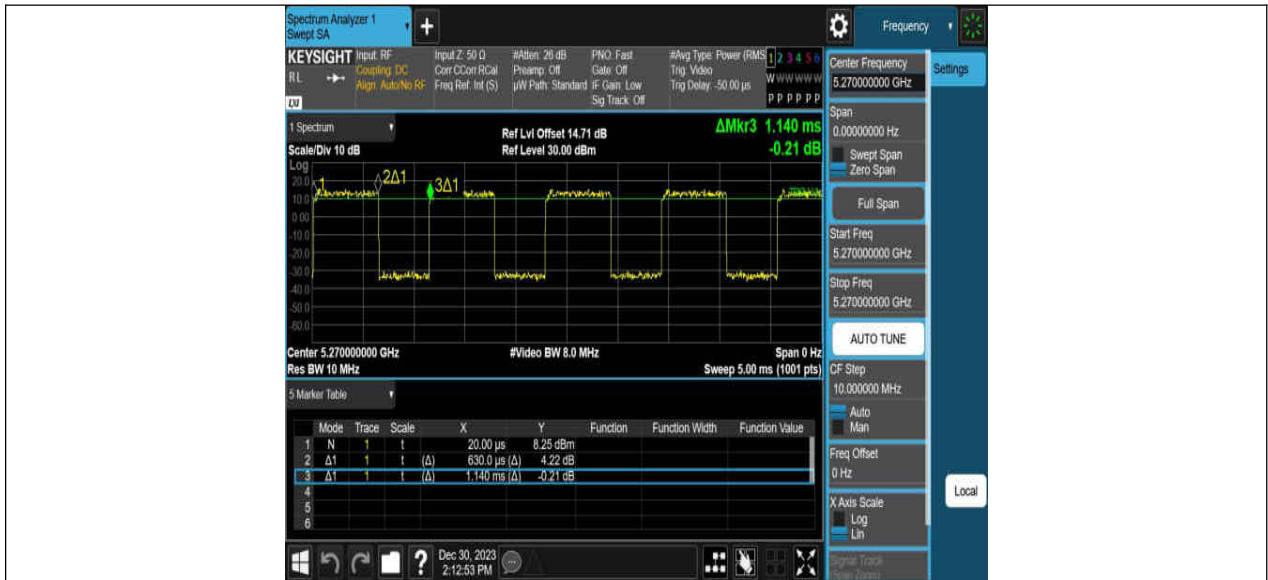 Spectrum Analyzer 1
Swept SA
+
Frequency
KEYSIGHT
RL
Input: RF
Coupling: DC
Align: Auto/No RF
Input Z: 50 Ω
Corr CCorr RCal
Freq Ref: Int (S)
#Atten: 26 dB
Preamp: Off
µW Path: Standard
PNO: Fast
Gate: Off
IF Gain: Low
Sig Track: Off
#Avg Type: Power (RMS
Trig: Video
Trig Delay: -50.00 µs
1 2 3 4 5 6
W W W W W W
P P P P P P
1 Spectrum
Scale/Div 10 dB
Log
Ref Lvl Offset 14.71 dB
Ref Level 30.00 dBm
ΔMkr3 1.140 ms
-0.21 dB
20.0
10.0
0.00
-10.0
-20.0
-30.0
-40.0
-50.0
-60.0
1
2Δ1
3Δ1
Center 5.270000000 GHz
Res BW 10 MHz
#Video BW 8.0 MHz
Span 0 Hz
Sweep 5.00 ms (1001 pts)
5 Marker Table
Mode Trace Scale X Y Function Function Width Function Value
1 N 1 t 20.00 µs 8.25 dBm
2 Δ1 1 t (Δ) 630.0 µs (Δ) 4.22 dB
3 Δ1 1 t (Δ) 1.140 ms (Δ) -0.21 dB
4
5
6
?
Dec 30, 2023
2:12:53 PM
Center Frequency
5.270000000 GHz
Settings
Span
0.00000000 Hz
Swept Span
Zero Span
Full Span
Start Freq
5.270000000 GHz
Stop Freq
5.270000000 GHz
AUTO TUNE
CF Step
10.000000 MHz
Auto
Man
Freq Offset
0 Hz
X Axis Scale
Log
Lin
Local
Signal Track
(Span Zoom)